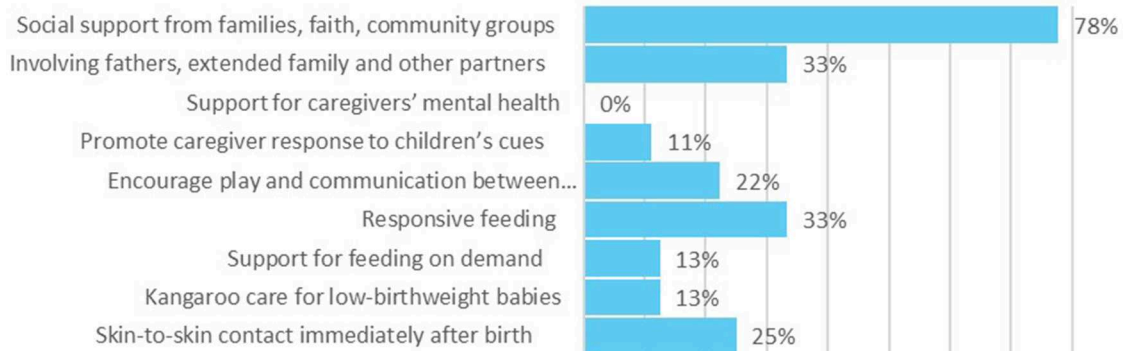 Social support from families, faith, community groups 78%
Involving fathers, extended family and other partners 33%
Support for caregivers’ mental health 0%
Promote caregiver response to children’s cues 11%
Encourage play and communication between... 22%
Responsive feeding 33%
Support for feeding on demand 13%
Kangaroo care for low-birthweight babies 13%
Skin-to-skin contact immediately after birth 25%